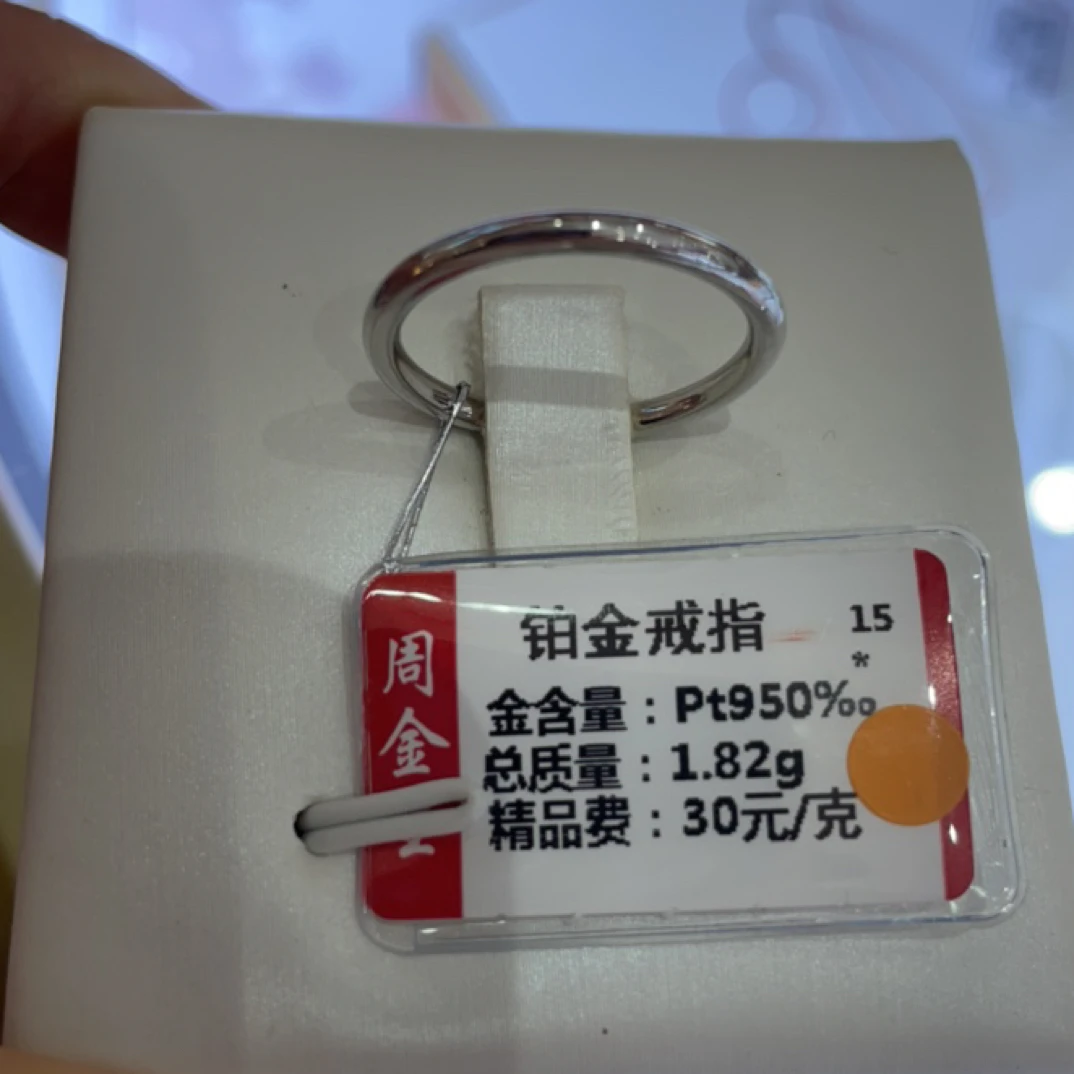 周金
铂金戒指
15
*
金含量：Pt950‰
总质量：1.82g
精品费：30元/克